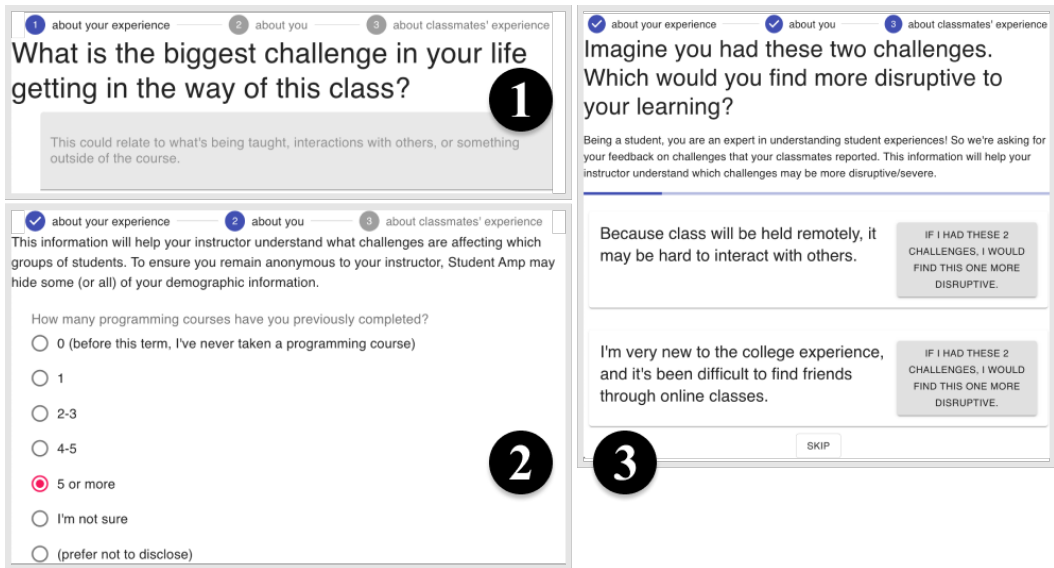 1 about your experience 2 about you 3 about classmates' experience
What is the biggest challenge in your life
getting in the way of this class?
This could relate to what's being taught, interactions with others, or something
outside of the course.
1
about your experience 2 about you 3 about classmates' experience
This information will help your instructor understand what challenges are affecting which
groups of students. To ensure you remain anonymous to your instructor, Student Amp may
hide some (or all) of your demographic information.
How many programming courses have you previously completed?
0 (before this term, I've never taken a programming course)
1
2-3
4-5
5 or more
I'm not sure
(prefer not to disclose)
2
about your experience about you 3 about classmates' experience
Imagine you had these two challenges.
Which would you find more disruptive to
your learning?
Being a student, you are an expert in understanding student experiences! So we're asking for
your feedback on challenges that your classmates reported. This information will help your
instructor understand which challenges may be more disruptive/severe.
Because class will be held remotely, it
may be hard to interact with others.
IF I HAD THESE 2
CHALLENGES, I WOULD
FIND THIS ONE MORE
DISRUPTIVE.
I'm very new to the college experience,
and it's been difficult to find friends
through online classes.
IF I HAD THESE 2
CHALLENGES, I WOULD
FIND THIS ONE MORE
DISRUPTIVE.
SKIP
3